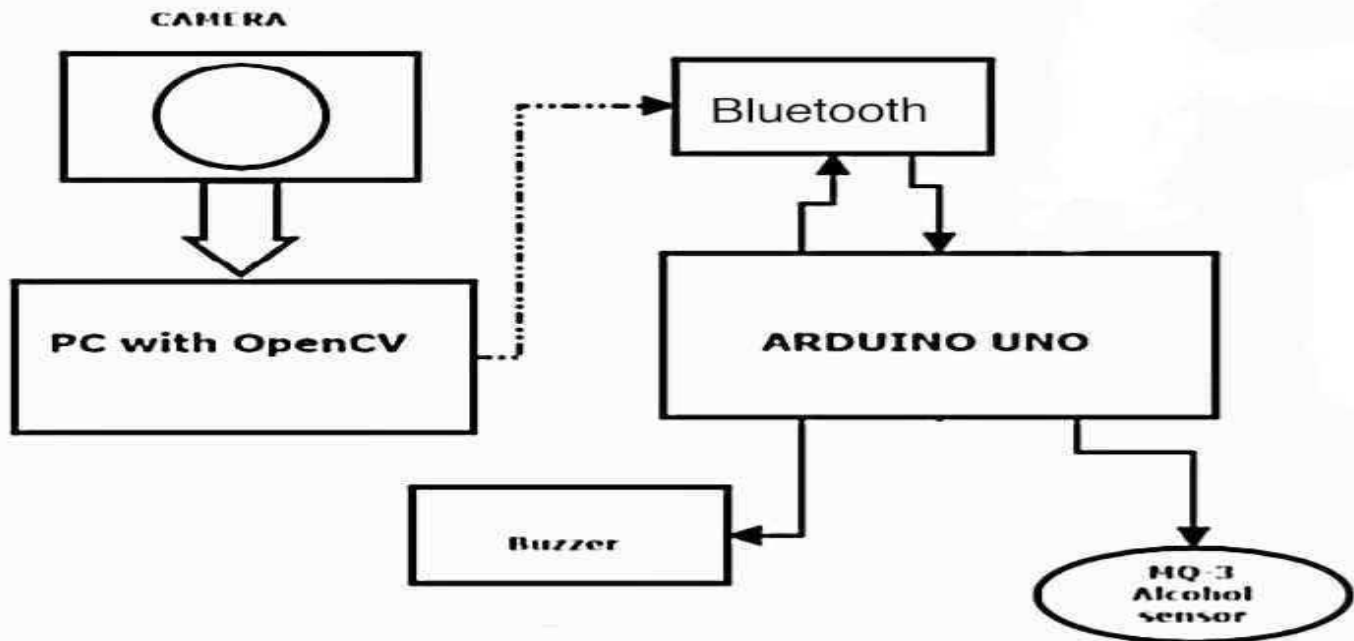 CAMERA
Bluetooth
PC with OpenCV
ARDUINO UNO
Buzzer
MQ-3
Alcohol
sensor